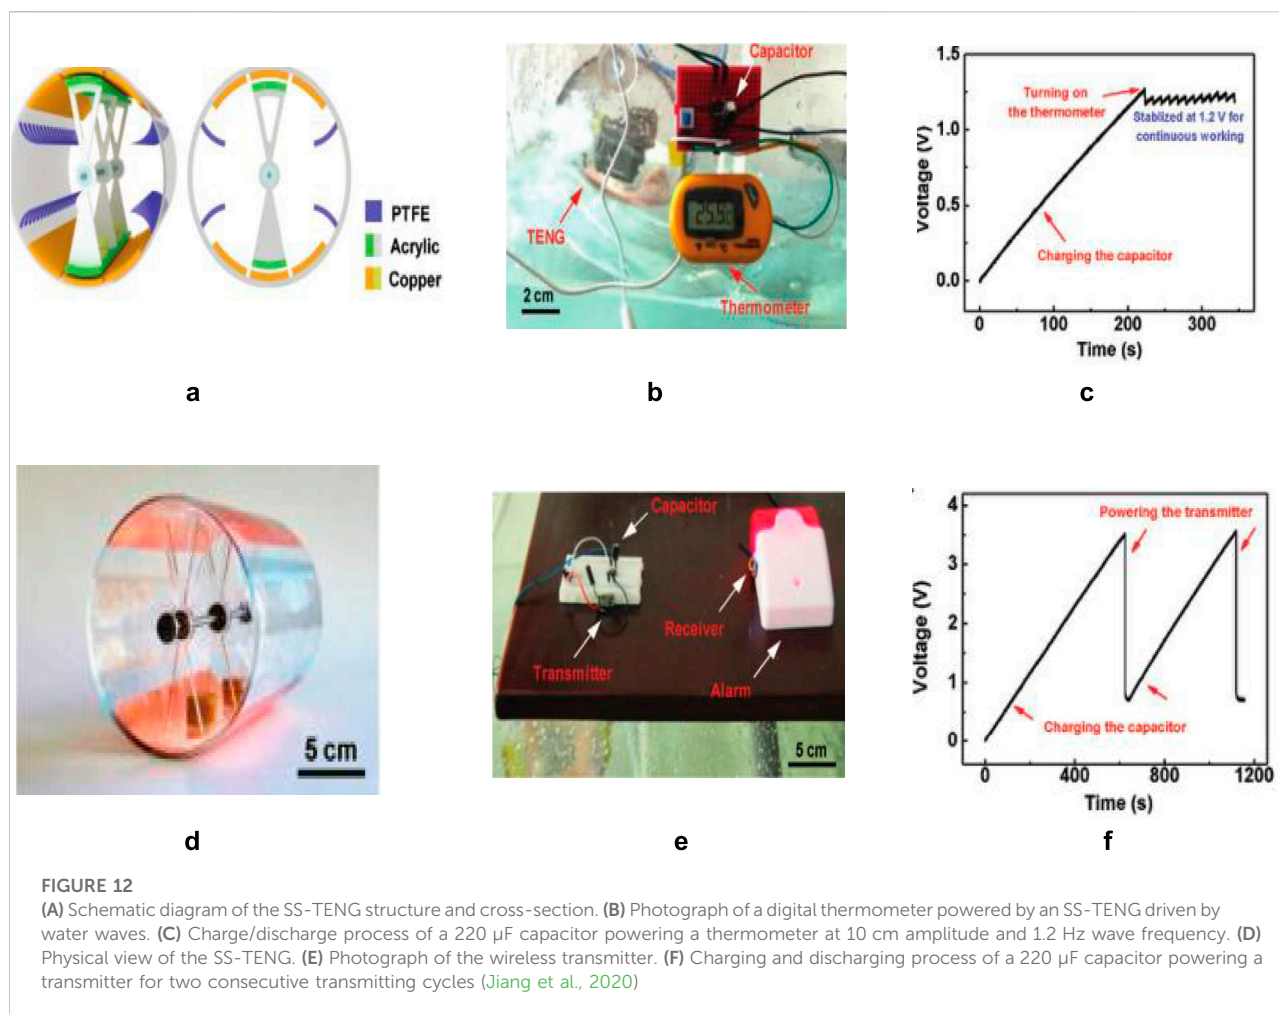 PTFE
Acrylic
Copper
a
Capacitor
TENG
25.5
Thermometer
2 cm
b
1.5
1.0
0.5
0.0
Voltage (V)
Turning on
the thermometer
Stablized at 1.2 V for
continuous working
Charging the capacitor
0
100
200
300
Time (s)
c
5 cm
d
Capacitor
Receiver
Transmitter
Alarm
5 cm
e
4
3
2
1
0
Voltage (V)
Powering the transmitter
Charging the capacitor
0
400
800
1200
Time (s)
f
FIGURE 12
(A) Schematic diagram of the SS-TENG structure and cross-section. (B) Photograph of a digital thermometer powered by an SS-TENG driven by
water waves. (C) Charge/discharge process of a 220 µF capacitor powering a thermometer at 10 cm amplitude and 1.2 Hz wave frequency. (D)
Physical view of the SS-TENG. (E) Photograph of the wireless transmitter. (F) Charging and discharging process of a 220 µF capacitor powering a
transmitter for two consecutive transmitting cycles (Jiang et al., 2020)